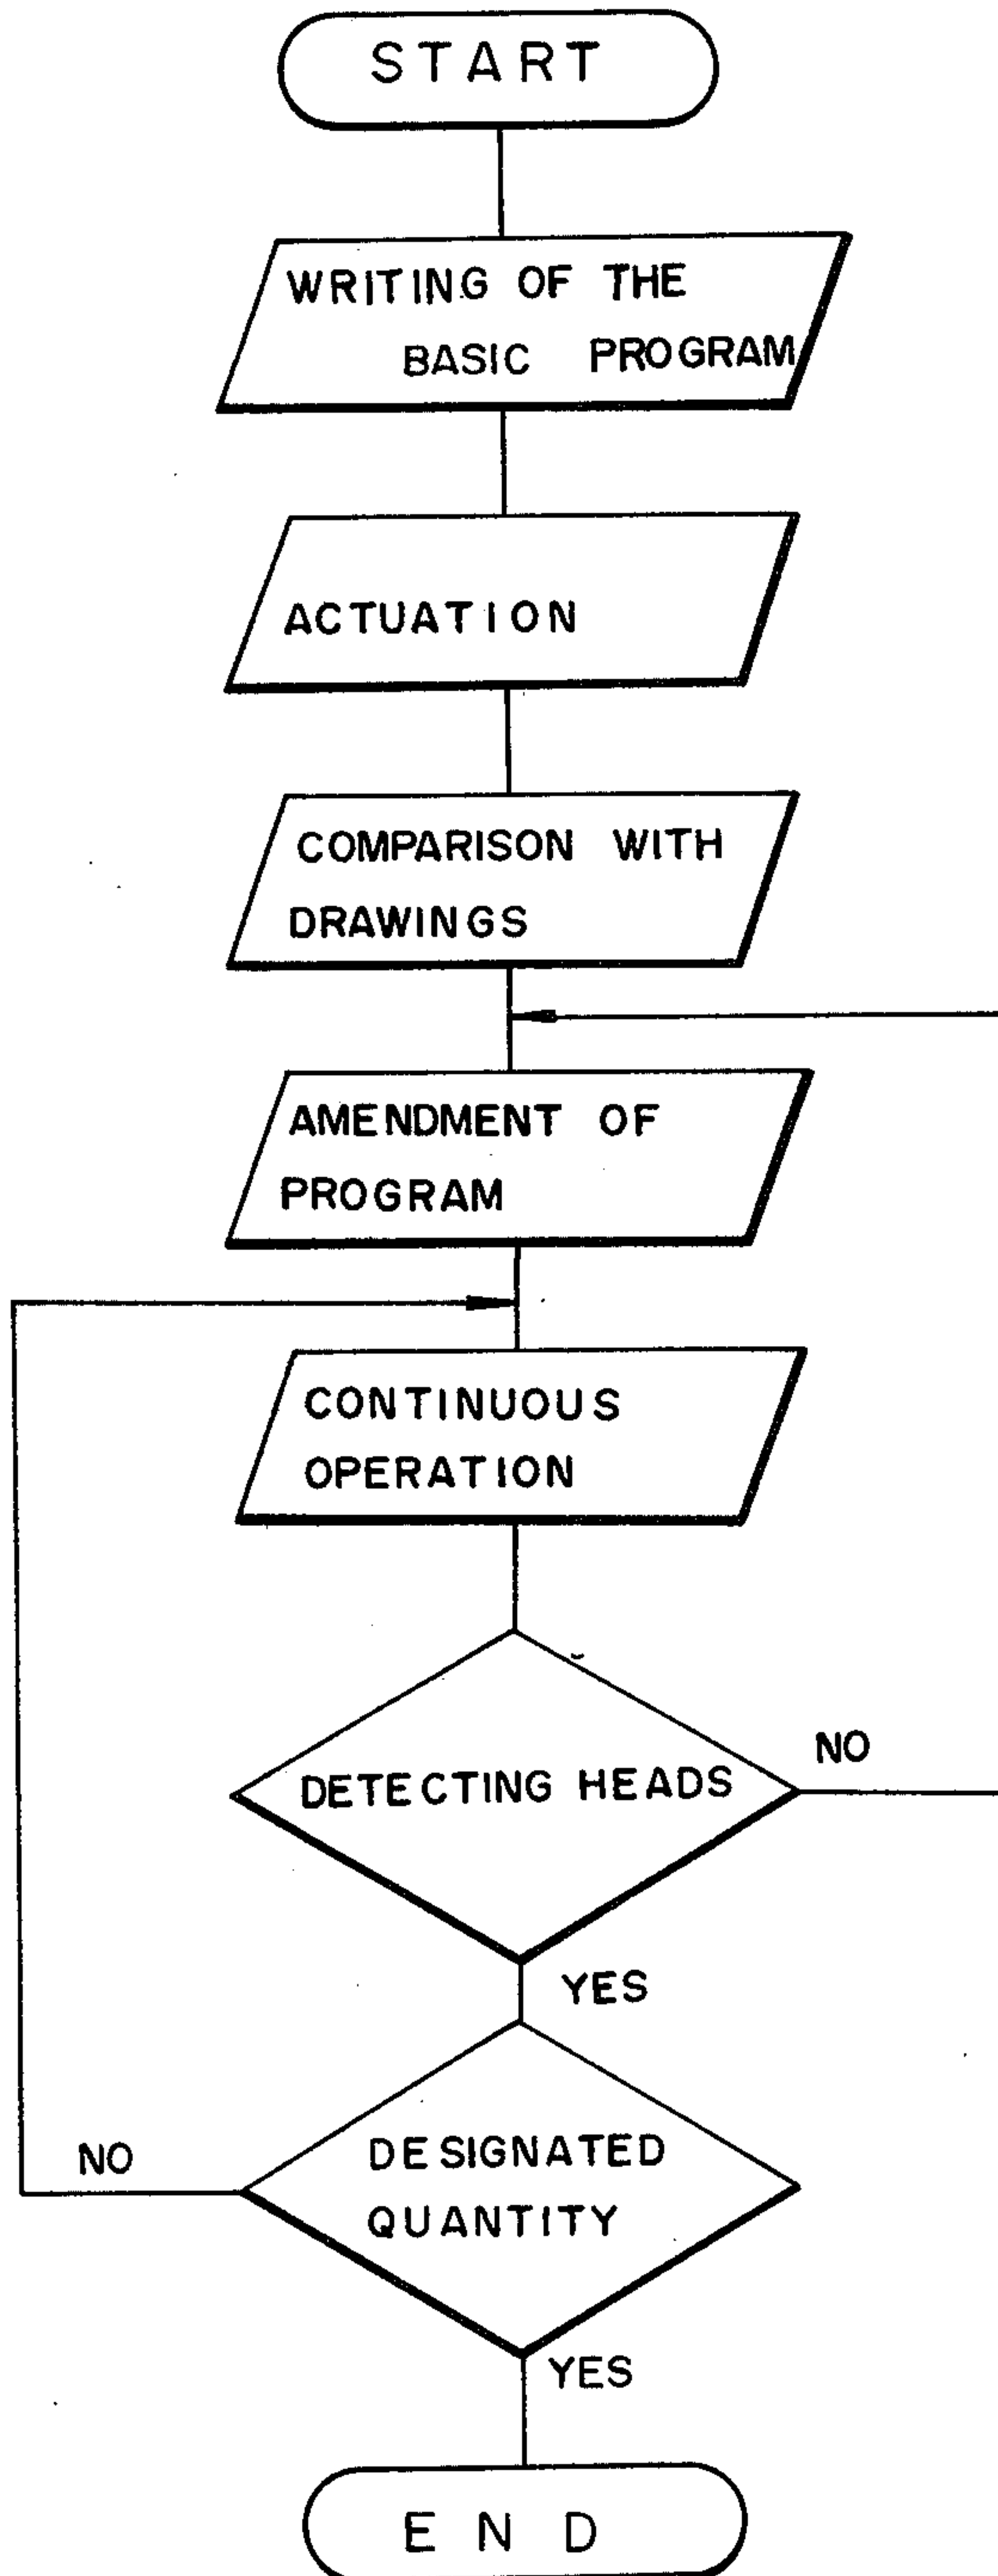 START
WRITING OF THE
BASIC PROGRAM
ACTUATION
COMPARISON WITH
DRAWINGS
AMENDMENT OF
PROGRAM
CONTINUOUS
OPERATION
NO
DETECTING HEADS
YES
NO
DESIGNATED
QUANTITY
YES
END